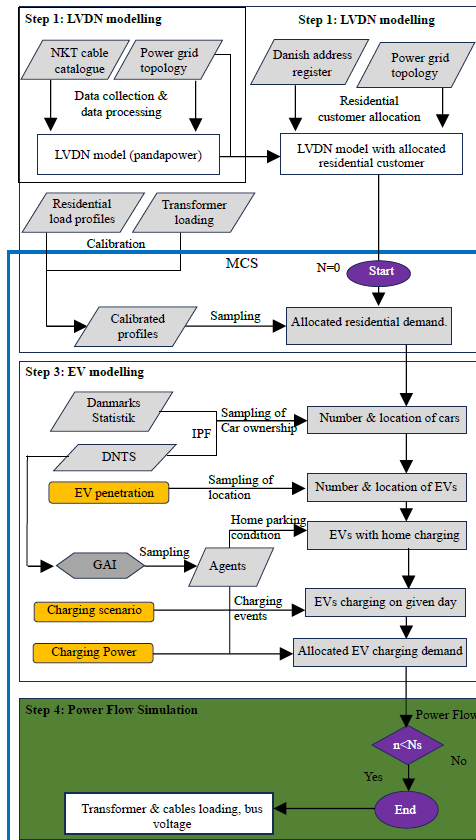 Step 1: LVDN modelling
Step 1: LVDN modelling
NKT cable
catalogue
Power grid
topology
Danish address
register
Power grid
topology
Data collection &
data processing
Residential
customer allocation
LVDN model (pandapower)
LVDN model with allocated
residential customer
Residential
load profiles
Transformer
loading
Calibration
MCS
N=0
Start
Calibrated
profiles
Sampling
Allocated residential demand.
Step 3: EV modelling
Danmarks
Statistik
IPF
Sampling of
Car ownership
Number & location of cars
DNTS
EV penetration
Sampling of
location
Number & location of EVs
Home parking
condition
EVs with home charging
GAI
Sampling
Agents
Charging scenario
Charging
events
EVs charging on given day
Charging Power
Allocated EV charging demand
Step 4: Power Flow Simulation
Power Flow
n<Ns
No
Yes
End
Transformer & cables loading, bus
voltage